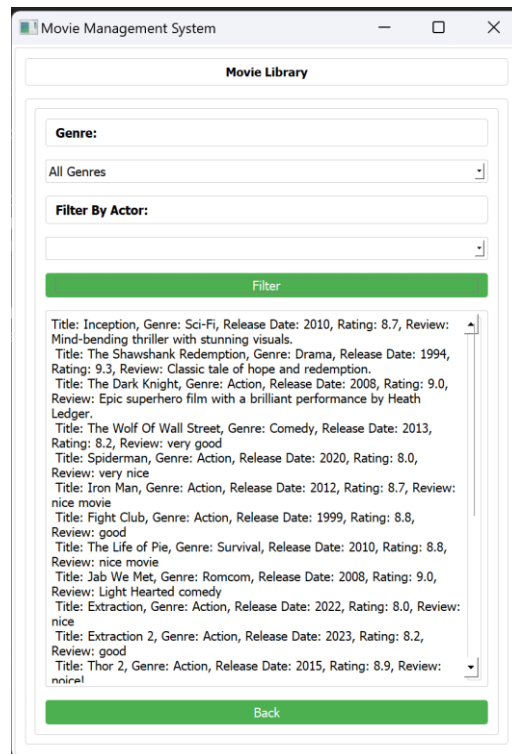 Movie Management System
Movie Library
Genre:
All Genres
Filter By Actor:
Filter
Title: Inception, Genre: Sci-Fi, Release Date: 2010, Rating: 8.7, Review:
Mind-bending thriller with stunning visuals.
Title: The Shawshank Redemption, Genre: Drama, Release Date: 1994,
Rating: 9.3, Review: Classic tale of hope and redemption.
Title: The Dark Knight, Genre: Action, Release Date: 2008, Rating: 9.0,
Review: Epic superhero film with a brilliant performance by Heath
Ledger.
Title: The Wolf Of Wall Street, Genre: Comedy, Release Date: 2013,
Rating: 8.2, Review: very good
Title: Spiderman, Genre: Action, Release Date: 2020, Rating: 8.0,
Review: very nice
Title: Iron Man, Genre: Action, Release Date: 2012, Rating: 8.7, Review:
nice movie
Title: Fight Club, Genre: Action, Release Date: 1999, Rating: 8.8,
Review: good
Title: The Life of Pie, Genre: Survival, Release Date: 2010, Rating: 8.8,
Review: nice movie
Title: Jab We Met, Genre: Romcom, Release Date: 2008, Rating: 9.0,
Review: Light Hearted comedy
Title: Extraction, Genre: Action, Release Date: 2022, Rating: 8.0, Review:
nice
Title: Extraction 2, Genre: Action, Release Date: 2023, Rating: 8.2,
Review: good
Title: Thor 2, Genre: Action, Release Date: 2015, Rating: 8.9, Review:
noice!
Back